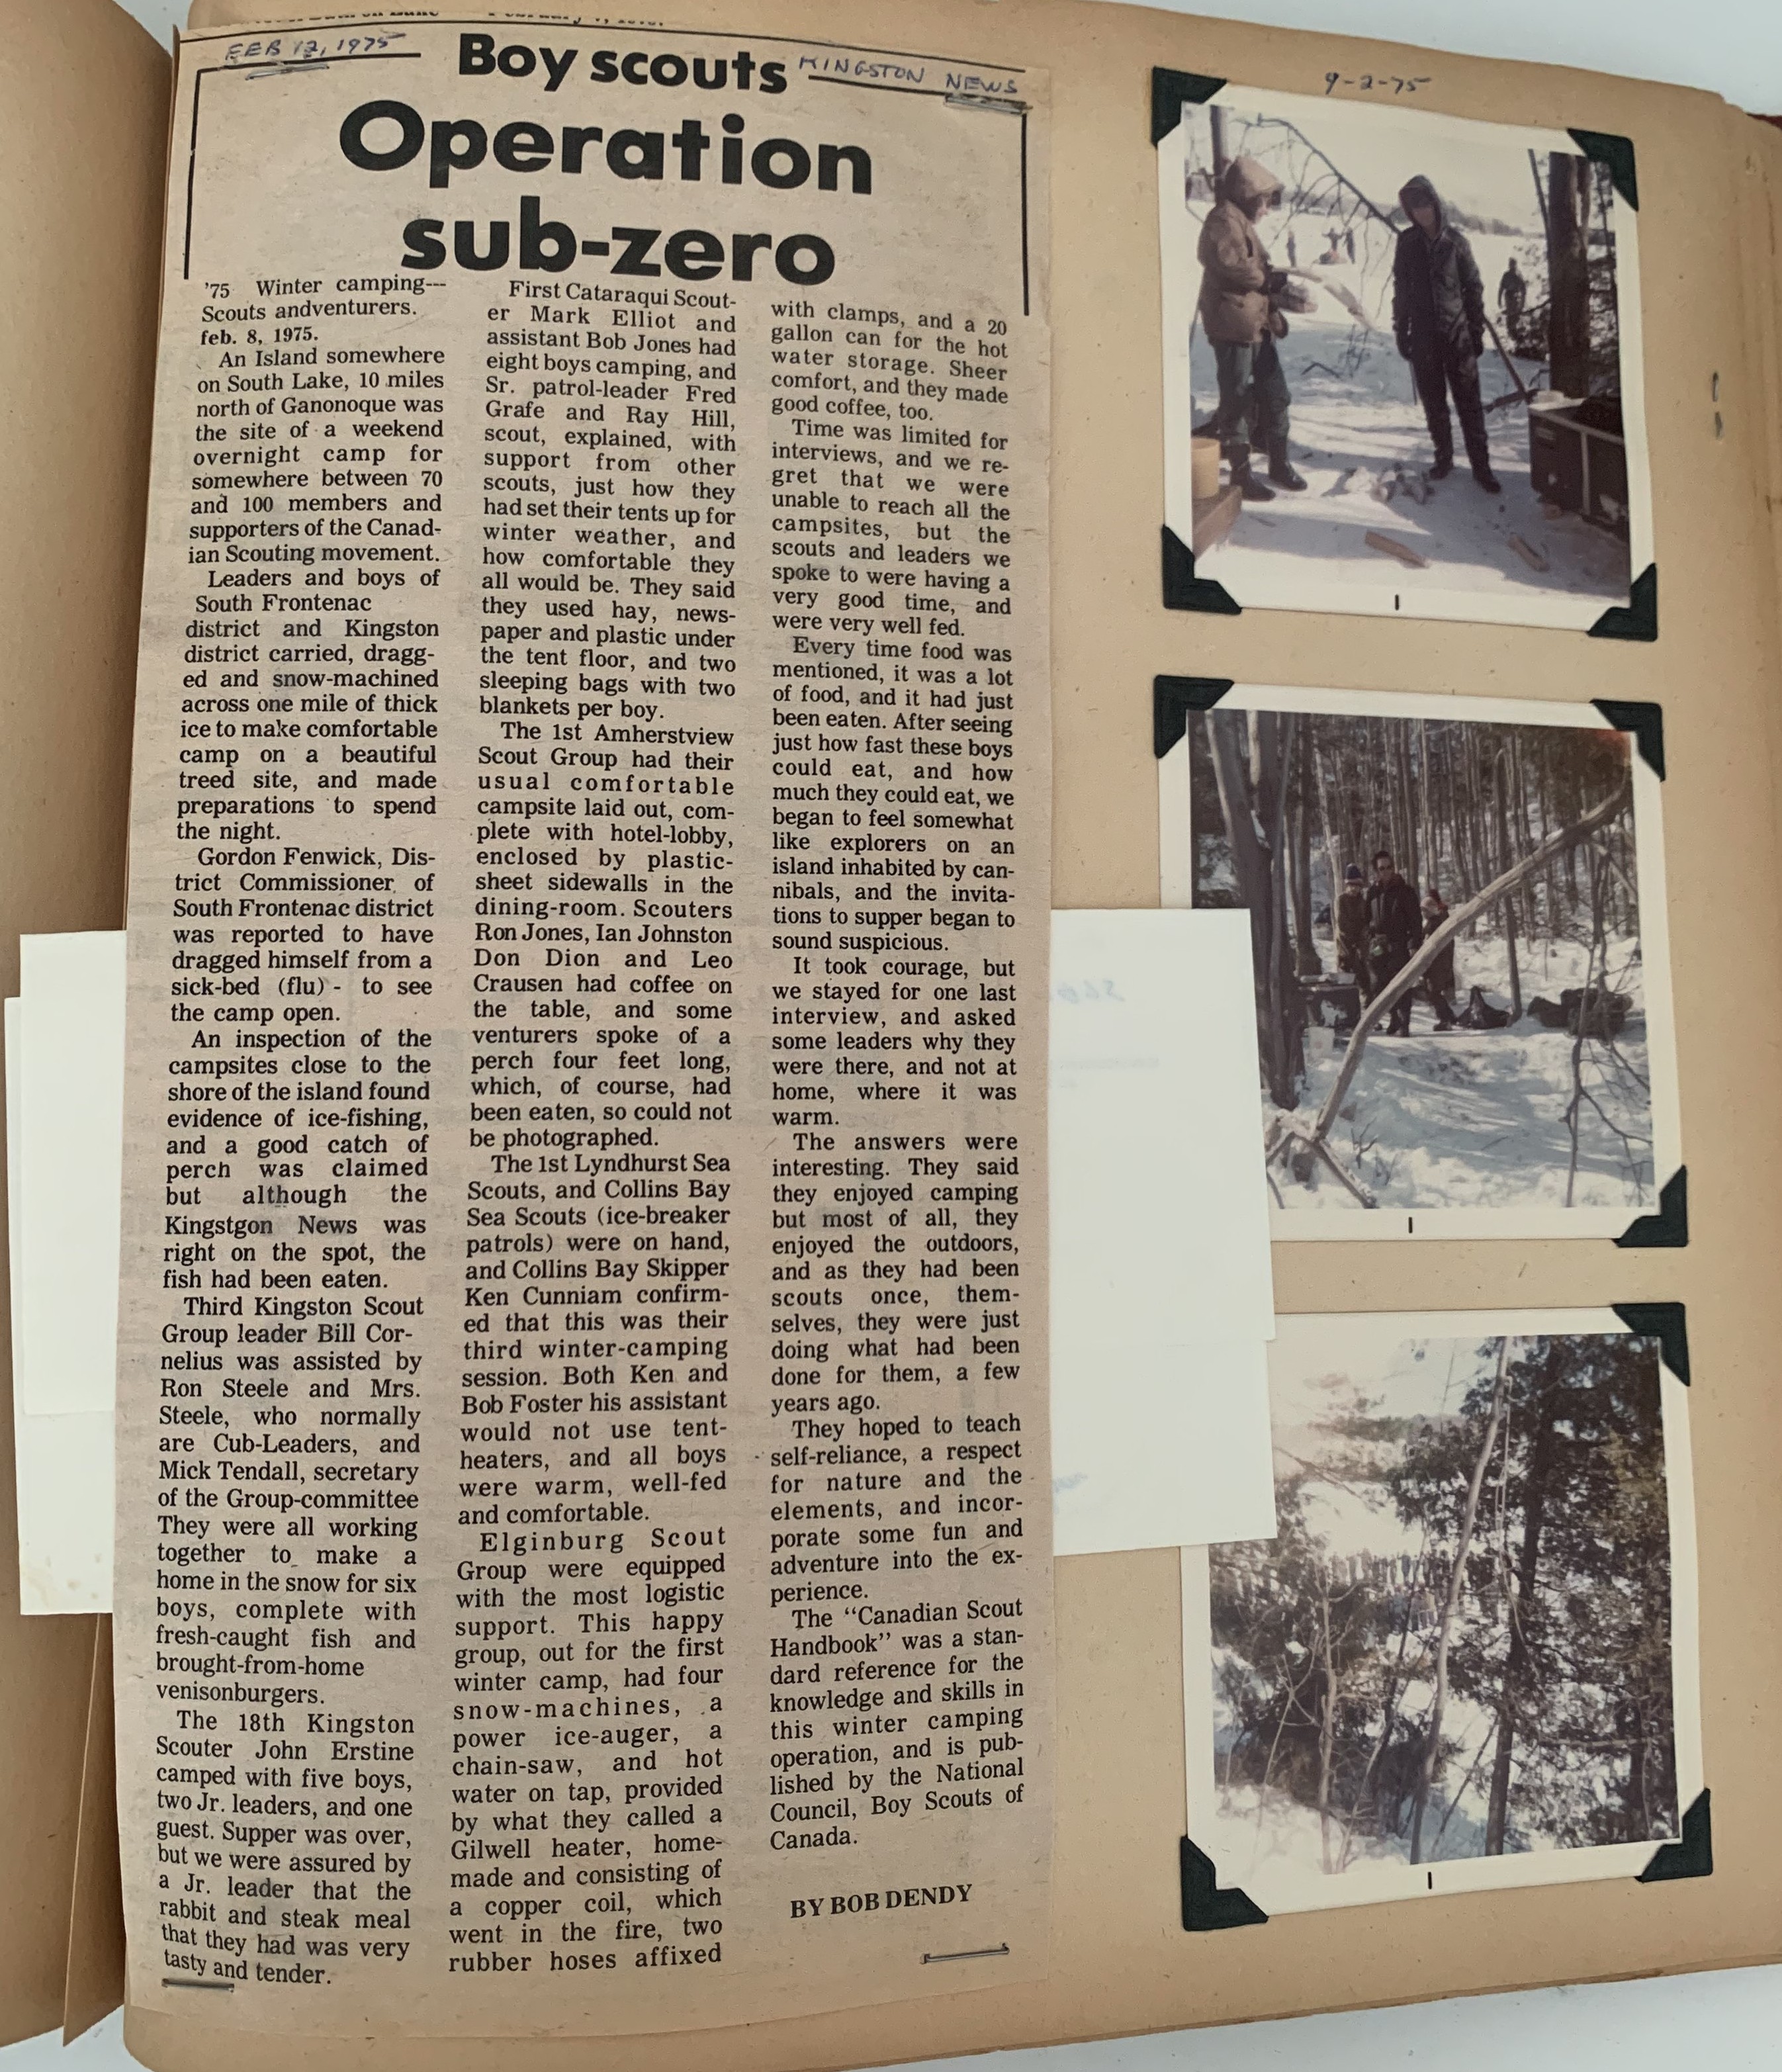 FEB 12, 1975
Boy scouts
KINGSTON NEWS
Operation
sub-zero
'75 Winter camping---
Scouts andventurers.
feb. 8, 1975.
An Island somewhere
on South Lake, 10 miles
north of Ganonoque was
the site of a weekend
overnight camp for
somewhere between 70
and 100 members and
supporters of the Canad-
ian Scouting movement.
Leaders and boys of
South Frontenac
district and Kingston
district carried, dragg-
ed and snow-machined
across one mile of thick
ice to make comfortable
camp on a beautiful
treed site, and made
preparations to spend
the night.
Gordon Fenwick, Dis-
trict Commissioner of
South Frontenac district
was reported to have
dragged himself from a
sick-bed (flu) - to see
the camp open.
An inspection of the
campsites close to the
shore of the island found
evidence of ice-fishing,
and a good catch of
perch was claimed
but although the
Kingstgon News was
right on the spot, the
fish had been eaten.
Third Kingston Scout
Group leader Bill Cor-
nelius was assisted by
Ron Steele and Mrs.
Steele, who normally
are Cub-Leaders, and
Mick Tendall, secretary
of the Group-committee
They were all working
together to make a
home in the snow for six
boys, complete with
fresh-caught fish and
brought-from-home
venisonburgers.
The 18th Kingston
Scouter John Erstine
camped with five boys,
two Jr. leaders, and one
guest. Supper was over,
but we were assured by
a Jr. leader that the
rabbit and steak meal
that they had was very
tasty and tender.
First Cataraqui Scout-
er Mark Elliot and
assistant Bob Jones had
eight boys camping, and
Sr. patrol-leader Fred
Grafe and Ray Hill,
scout, explained, with
support from other
scouts, just how they
had set their tents up for
winter weather, and
how comfortable they
all would be. They said
they used hay, news-
paper and plastic under
the tent floor, and two
sleeping bags with two
blankets per boy.
The 1st Amherstview
Scout Group had their
usual comfortable
campsite laid out, com-
plete with hotel-lobby,
enclosed by plastic-
sheet sidewalls in the
dining-room. Scouters
Ron Jones, Ian Johnston
Don Dion and Leo
Crausen had coffee on
the table, and some
venturers spoke of a
perch four feet long,
which, of course, had
been eaten, so could not
be photographed.
The 1st Lyndhurst Sea
Scouts, and Collins Bay
Sea Scouts (ice-breaker
patrols) were on hand,
and Collins Bay Skipper
Ken Cunniam confirm-
ed that this was their
third winter-camping
session. Both Ken and
Bob Foster his assistant
would not use tent-
heaters, and all boys
were warm, well-fed
and comfortable.
Elginburg Scout
Group were equipped
with the most logistic
support. This happy
group, out for the first
winter camp, had four
snow-machines, a
power ice-auger, a
chain-saw, and hot
water on tap, provided
by what they called a
Gilwell heater, home-
made and consisting of
a copper coil, which
went in the fire, two
rubber hoses affixed
with clamps, and a 20
gallon can for the hot
water storage. Sheer
comfort, and they made
good coffee, too.
Time was limited for
interviews, and we re-
gret that we were
unable to reach all the
campsites, but the
scouts and leaders we
spoke to were having a
very good time, and
were very well fed.
Every time food was
mentioned, it was a lot
of food, and it had just
been eaten. After seeing
just how fast these boys
could eat, and how
much they could eat, we
began to feel somewhat
like explorers on an
island inhabited by can-
nibals, and the invita-
tions to supper began to
sound suspicious.
It took courage, but
we stayed for one last
interview, and asked
some leaders why they
were there, and not at
home, where it was
warm.
The answers were
interesting. They said
they enjoyed camping
but most of all, they
enjoyed the outdoors,
and as they had been
scouts once, them-
selves, they were just
doing what had been
done for them, a few
years ago.
They hoped to teach
self-reliance, a respect
for nature and the
elements, and incor-
porate some fun and
adventure into the ex-
perience.
The "Canadian Scout
Handbook" was a stan-
dard reference for the
knowledge and skills in
this winter camping
operation, and is pub-
lished by the National
Council, Boy Scouts of
Canada.
BY BOB DENDY
9-2-75